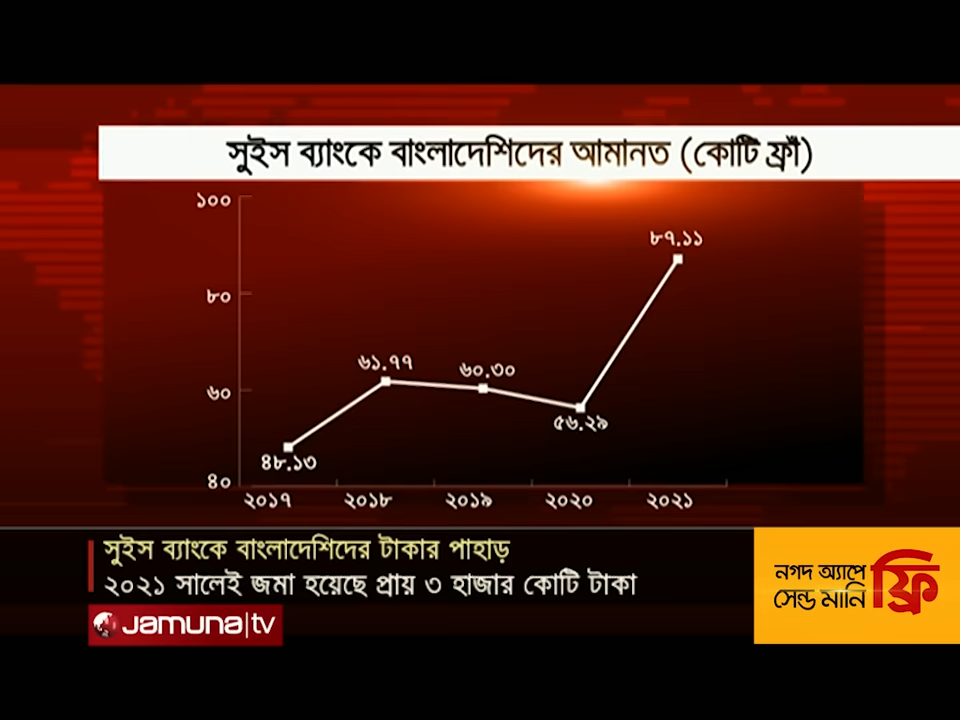 সুইস ব্যাংকে বাংলাদেশিদের আমানত (কোটি ফ্রাঁ)
১০০
৮৭.১১
৮০
৬১.৭৭
৬০.৩০
৬০
৫৬.২৯
৪৮.১৩
৪০
২০১৭ ২০১৮ ২০১৯ ২০২০ ২০২১
সুইস ব্যাংকে বাংলাদেশিদের টাকার পাহাড়
২০২১ সালেই জমা হয়েছে প্রায় ৩ হাজার কোটি টাকা
Jamuna|tv
নগদ অ্যাপে
সেন্ড মানি
ফ্রি